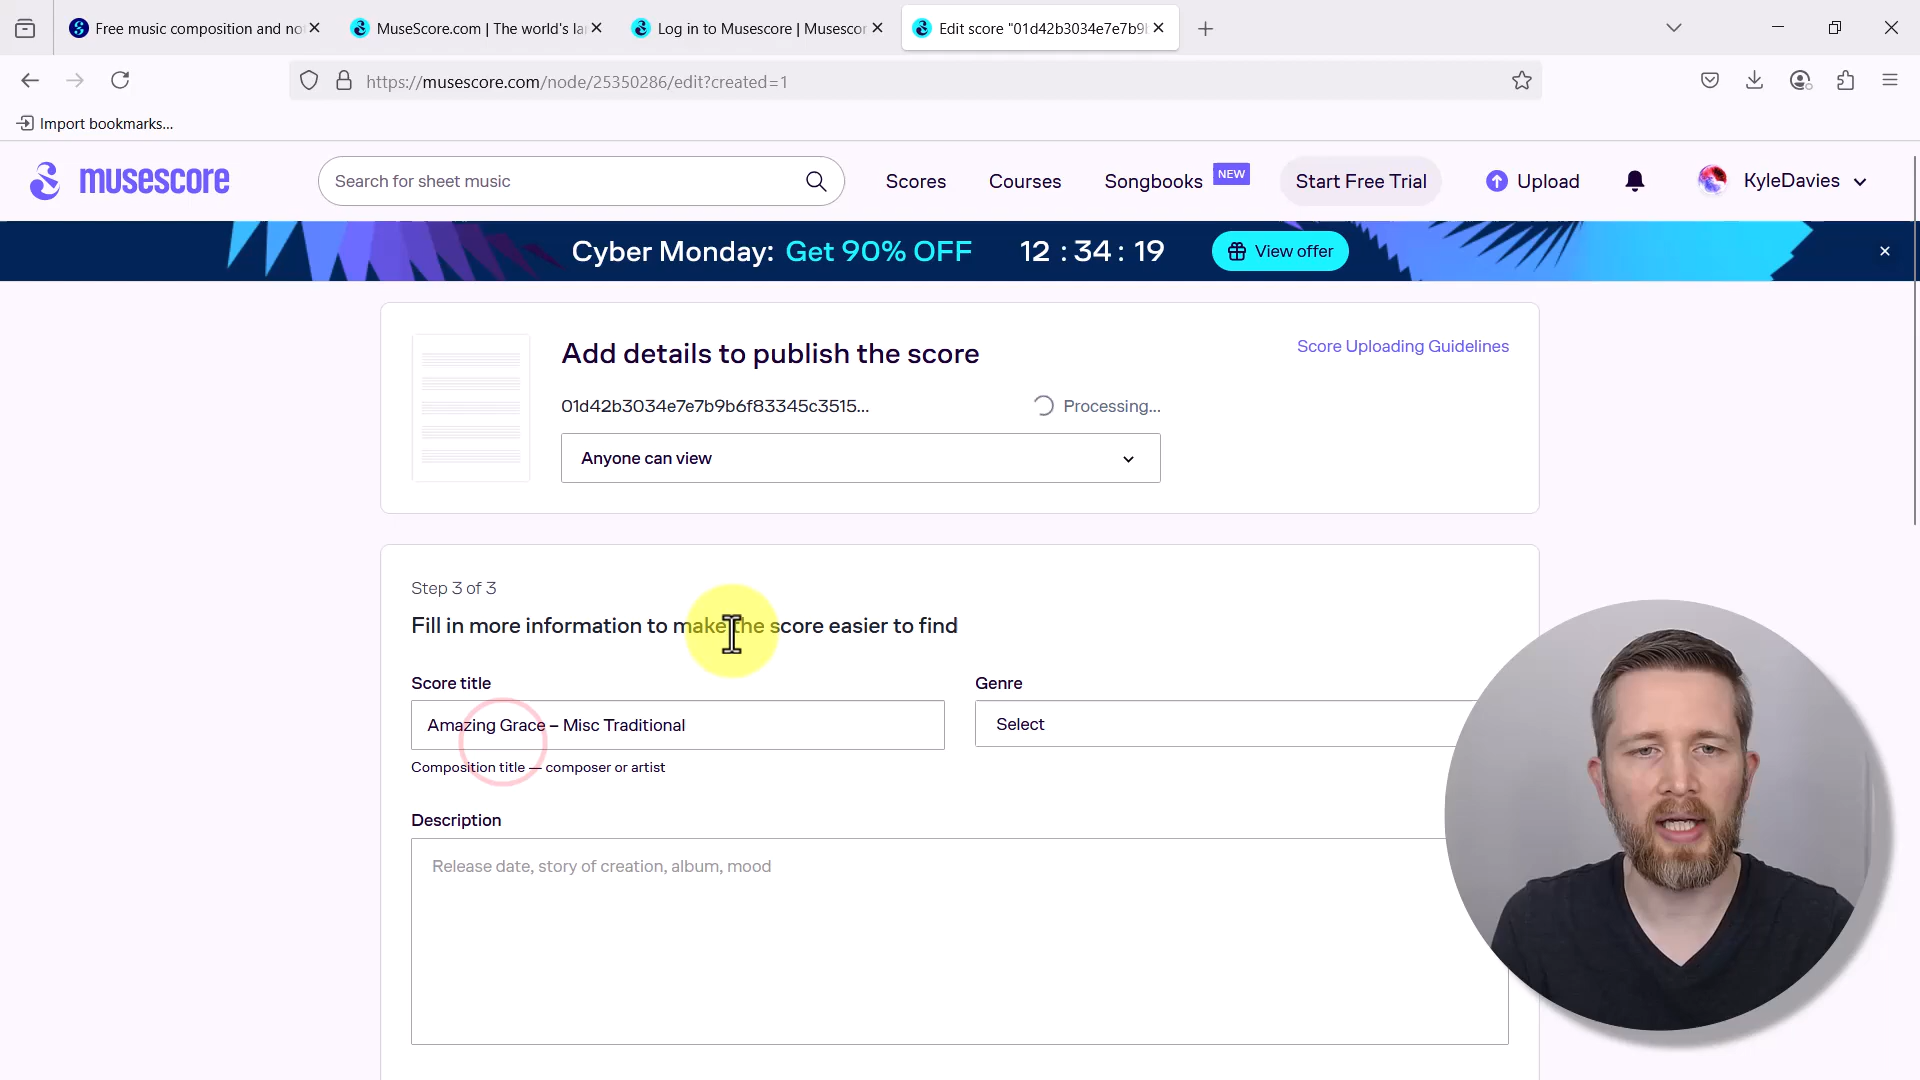 Free music composition and no
MuseScore.com | The world's la
Log in to Musescore | Musescor
Edit score "01d42b3034e7e7b9l
https://musescore.com/node/25350286/edit?created=1
Import bookmarks...
musescore
Search for sheet music
Scores
Courses
Songbooks
NEW
Start Free Trial
Upload
KyleDavies
Cyber Monday: Get 90% OFF
12 : 34 : 19
View offer
Add details to publish the score
Score Uploading Guidelines
01d42b3034e7e7b9b6f83345c3515...
Processing...
Anyone can view
Step 3 of 3
Fill in more information to make the score easier to find
Score title
Genre
Amazing Grace – Misc Traditional
Select
Composition title — composer or artist
Description
Release date, story of creation, album, mood